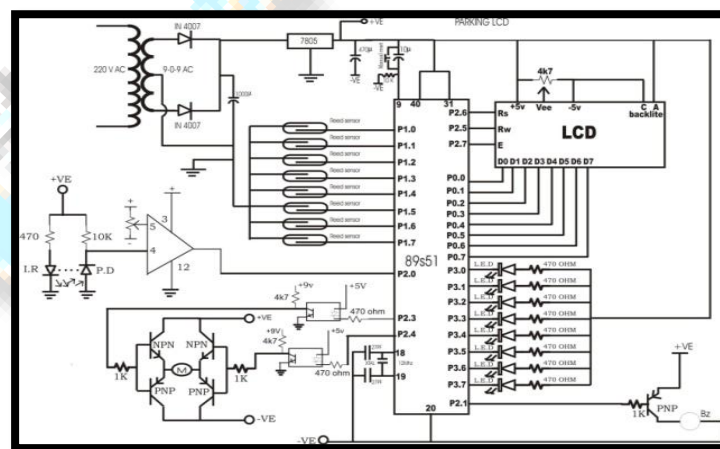 PARKING LCD
IN 4007
+VE
7805
470µ
10µ
220 V AC
9-0-9 AC
4k7
-VE
-VE
1000µ
IN 4007
9 40 31
+5v Vee -5v C A
backlite
P2.6 Rs
P2.5 Rw
P2.7 E
LCD
D0 D1 D2 D3 D4 D5 D6 D7
Reed sensor P1.0
Reed sensor P1.1
Reed sensor P1.2
Reed sensor P1.3
Reed sensor P1.4
Reed sensor P1.5
Reed sensor P1.6
Reed sensor P1.7
P0.0
P0.1
P0.2
P0.3
P0.4
P0.5
P0.6
P0.7
+VE
470 10K
+
-
5
3
4
12
+
I.R P.D
P2.0
89s51
P3.0 L.E.D 470 OHM
P3.1 L.E.D 470 OHM
P3.2 L.E.D 470 OHM
P3.3 L.E.D 470 OHM
P3.4 L.E.D 470 OHM
P3.5 L.E.D 470 OHM
P3.6 L.E.D 470 OHM
P3.7 L.E.D 470 OHM
+9v +5V
4k7
470 ohm P2.3
P2.4
+VE
+9V +5v
4k7
470 ohm
NPN NPN
M
1K 1K
PNP PNP
-VE
18
19
20
P2.1
+VE
1K PNP
Bz
-VE